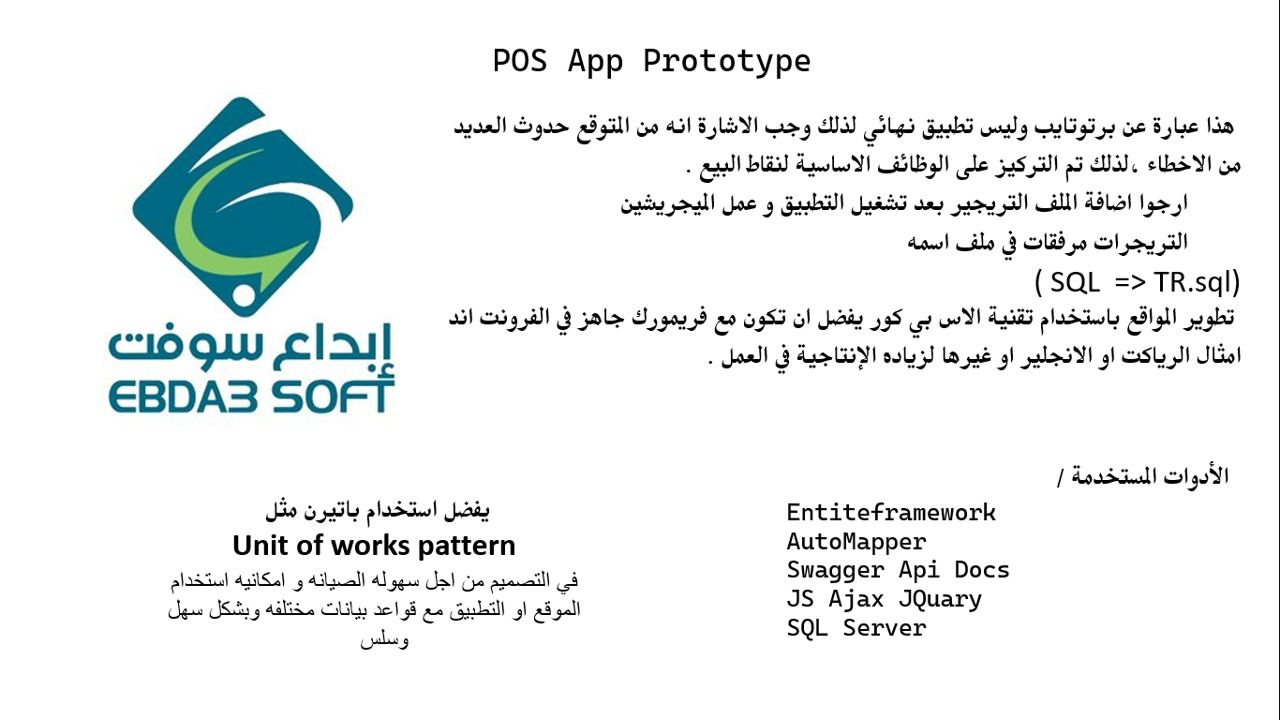 POS App Prototype
هذا عبارة عن برتوتايب وليس تطبيق نهائي لذلك وجب الاشارة انه من المتوقع حدوث العديد
من الاخطاء ،لذلك تم التركيز على الوظائف الاساسية لنقاط البيع .
ارجوا اضافة الملف التريجير بعد تشغيل التطبيق و عمل الميجريشين
التريجرات مرفقات في ملف اسمه
( SQL => TR.sql)
تطوير المواقع باستخدام تقنية الاس بي كور يفضل ان تكون مع فريمورك جاهز في الفرونت اند
امثال الرياكت او الانجلير او غيرها لزياده الإنتاجية في العمل .
إبداع سوفت
EBDA3 SOFT
الأدوات المستخدمة /
Entiteframework
AutoMapper
Swagger Api Docs
JS Ajax JQuary
SQL Server
يفضل استخدام باتيرن مثل
Unit of works pattern
في التصميم من اجل سهوله الصيانه و امكانيه استخدام
الموقع او التطبيق مع قواعد بيانات مختلفه وبشكل سهل
وسلس